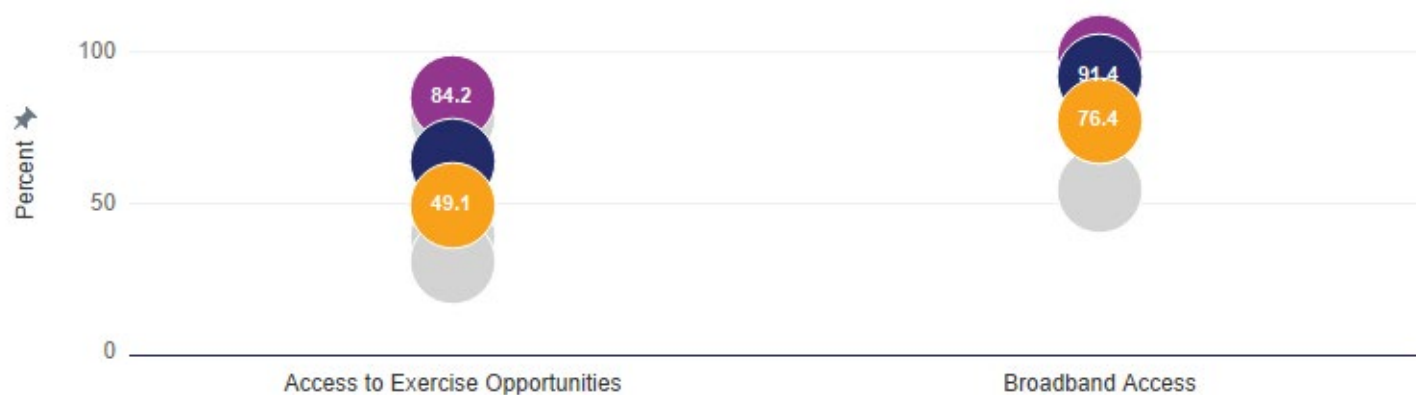 100
84.2
91.4
76.4
Percent
50
49.1
0
Access to Exercise Opportunities
Broadband Access